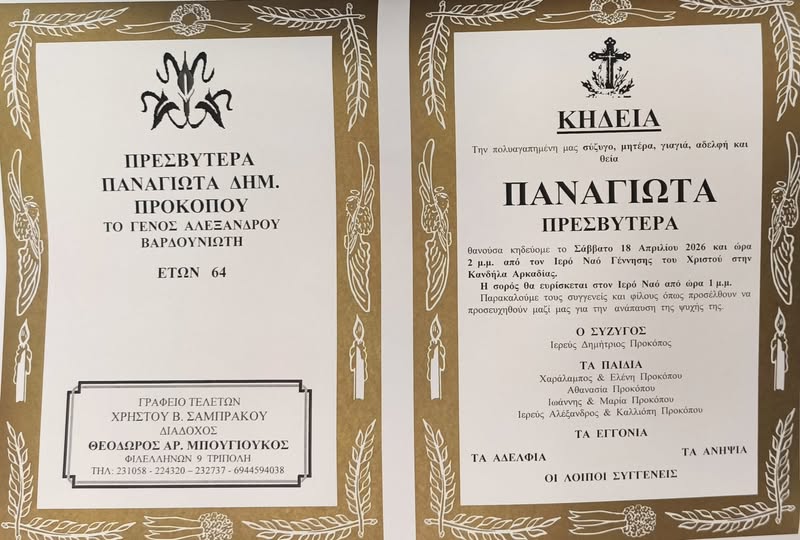 ΠΡΕΣΒΥΤΕΡΑ
ΠΑΝΑΓΙΩΤΑ ΔΗΜ.
ΠΡΟΚΟΠΟΥ
ΤΟ ΓΕΝΟΣ ΑΛΕΞΑΝΔΡΟΥ
ΒΑΡΔΟΥΝΙΩΤΗ
ΕΤΩΝ 64
ΓΡΑΦΕΙΟ ΤΕΛΕΤΩΝ
ΧΡΗΣΤΟΥ Β. ΣΑΜΠΡΑΚΟΥ
ΔΙΑΔΟΧΟΣ
ΘΕΟΔΩΡΟΣ ΑΡ. ΜΠΟΥΓΙΟΥΚΟΣ
ΦΙΛΕΛΛΗΝΩΝ 9 ΤΡΙΠΟΛΗ
ΤΗΛ: 231058 - 224320 – 232737 - 6944594038
ΚΗΔΕΙΑ
Την πολυαγαπημένη μας σύζυγο, μητέρα, γιαγιά, αδελφή και
θεία
ΠΑΝΑΓΙΩΤΑ
ΠΡΕΣΒΥΤΕΡΑ
θανούσα κηδεύομε το Σάββατο 18 Απριλίου 2026 και ώρα
2 μ.μ. από τον Ιερό Ναό Γέννησης του Χριστού στην
Κανδήλα Αρκαδίας.
Η σορός θα ευρίσκεται στον Ιερό Ναό από ώρα 1 μ.μ.
Παρακαλούμε τους συγγενείς και φίλους όπως προσέλθουν να
προσευχηθούν μαζί μας για την ανάπαυση της ψυχής της.
Ο ΣΥΖΥΓΟΣ
Ιερεύς Δημήτριος Προκόπος
ΤΑ ΠΑΙΔΙΑ
Χαράλαμπος & Ελένη Προκόπου
Αθανασία Προκόπου
Ιωάννης & Μαρία Προκόπου
Ιερεύς Αλέξανδρος & Καλλιόπη Προκόπου
ΤΑ ΕΓΓΟΝΙΑ
ΤΑ ΑΔΕΛΦΙΑ ΤΑ ΑΝΗΨΙΑ
ΟΙ ΛΟΙΠΟΙ ΣΥΓΓΕΝΕΙΣ